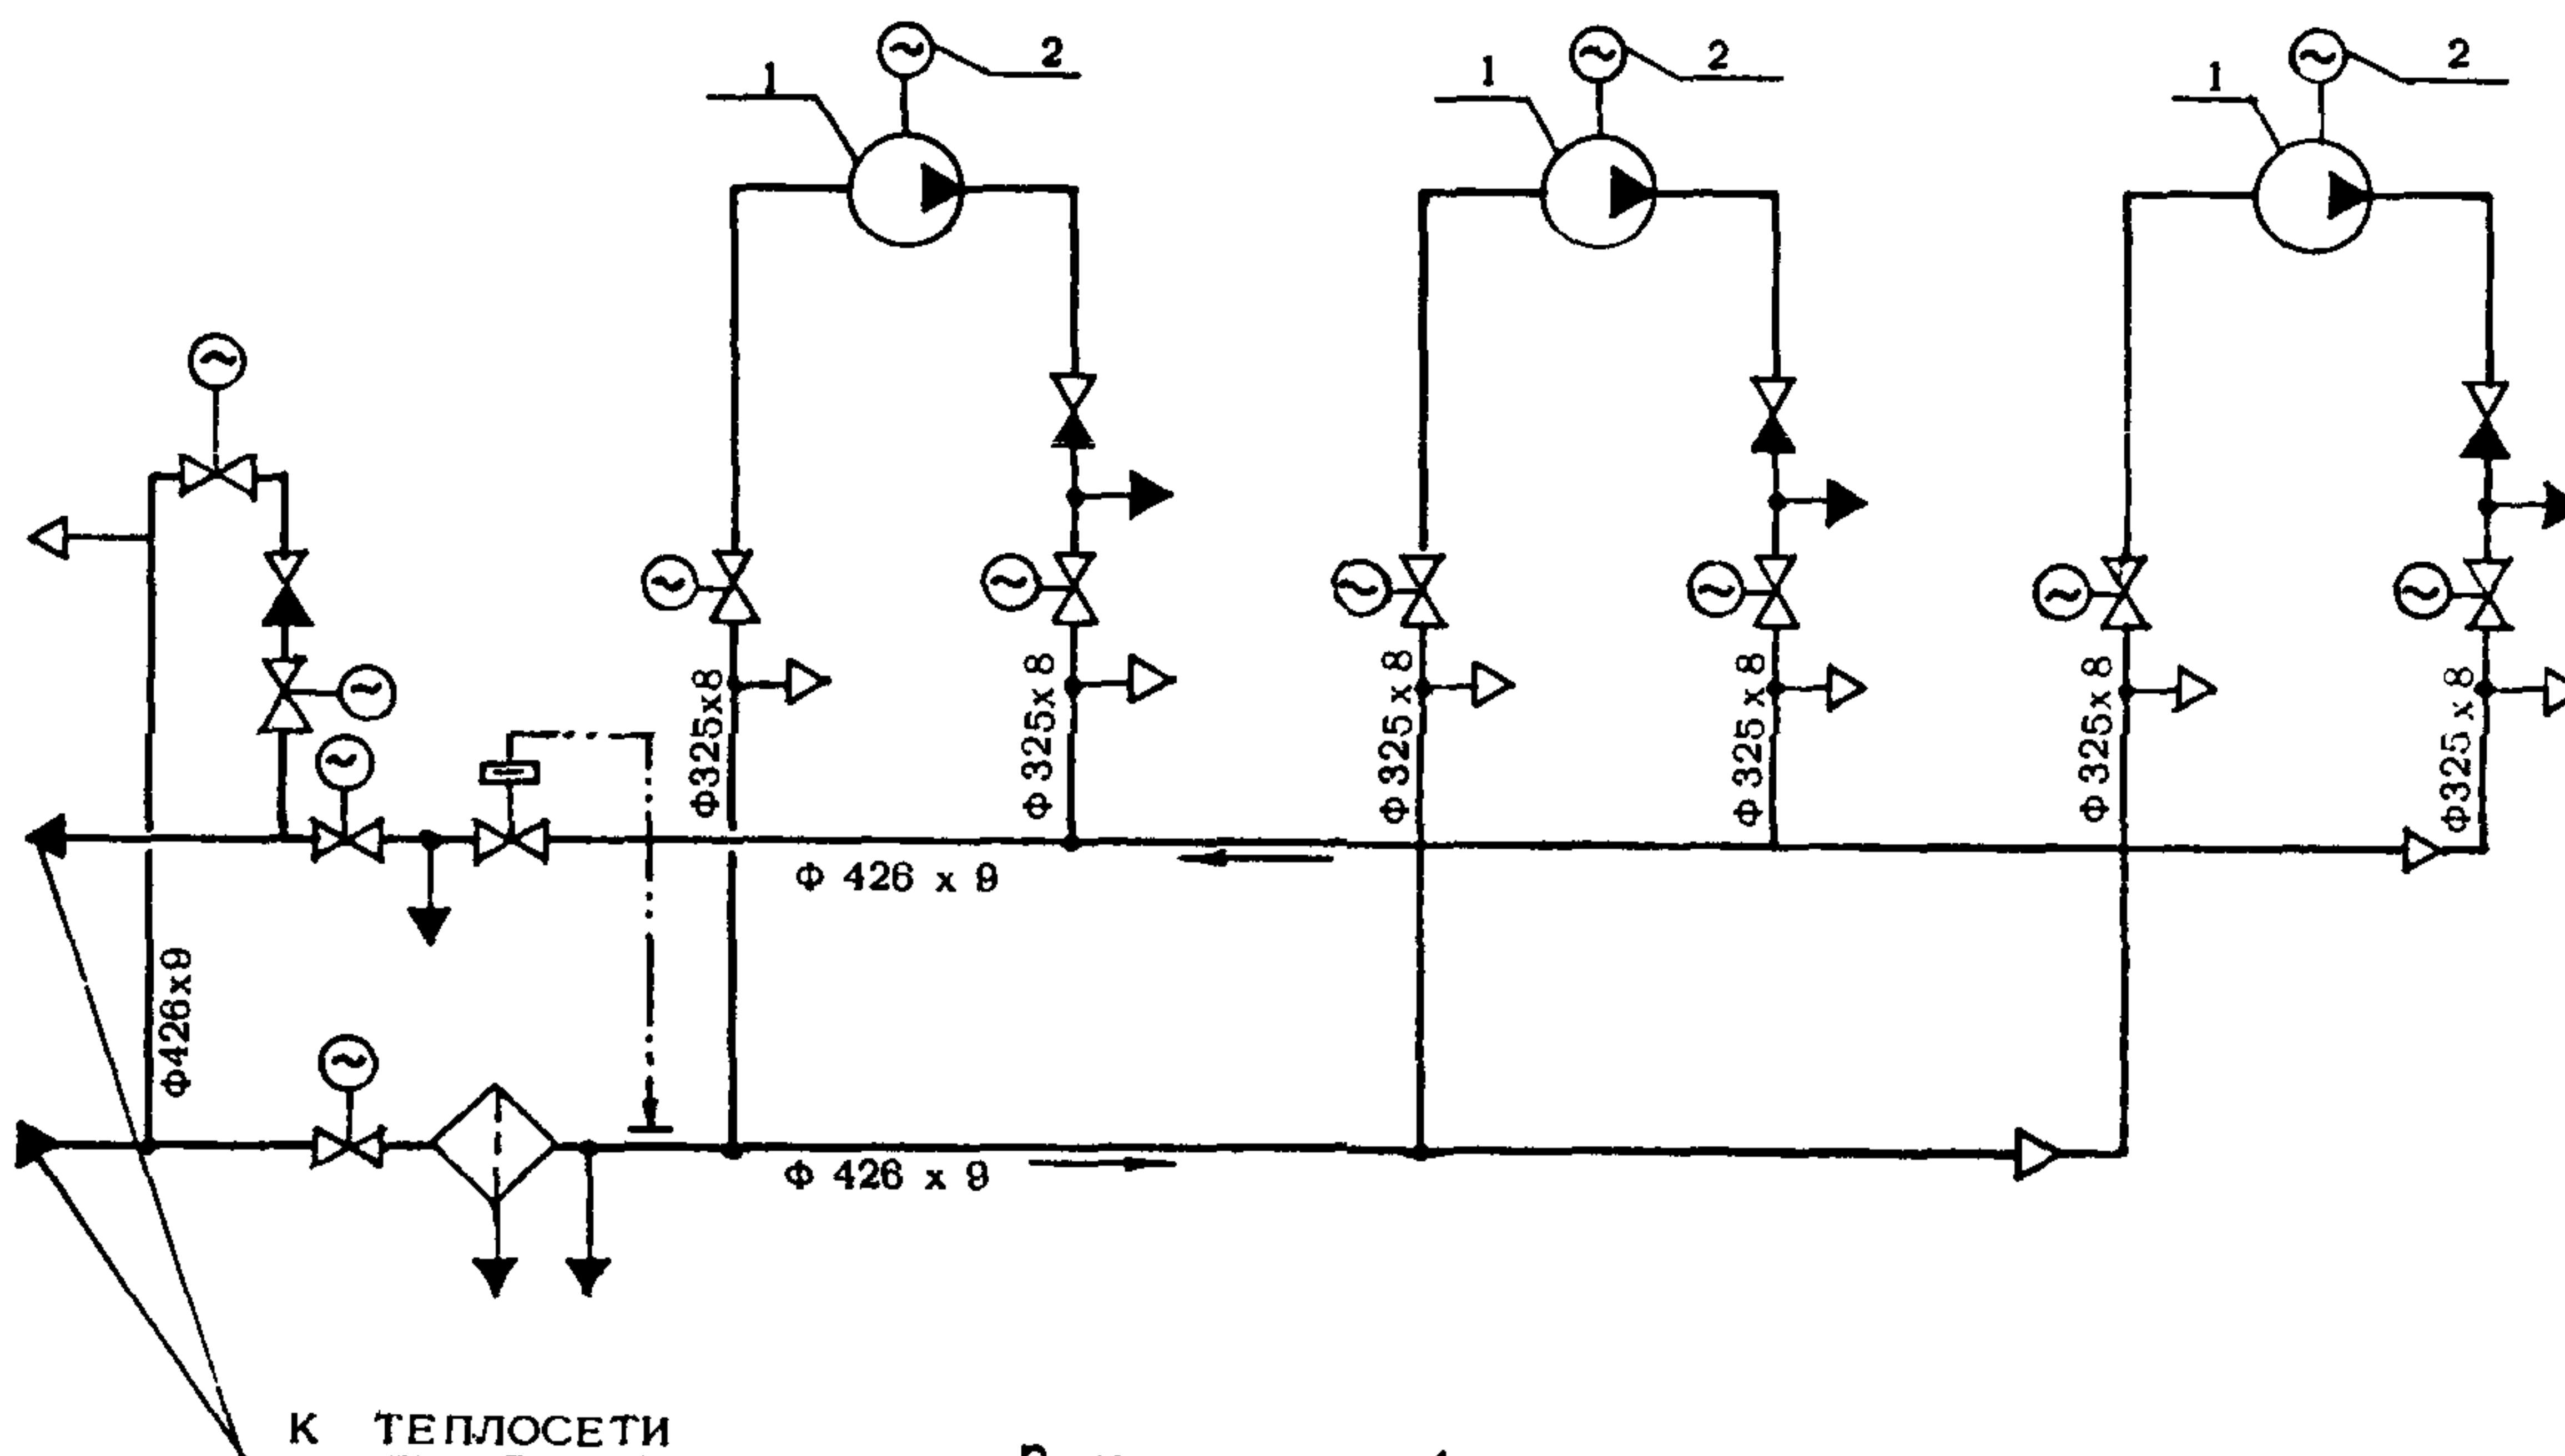 1 2 1 2 1 2
Ф325х8
Ф 325х 8
Ф 325 х 8
Ф 325 х 8
Ф 325х 8
Ф325 х 8
Ф 426 х 9
Ф426х9
Ф 426 х 9
К ТЕПЛОСЕТИ